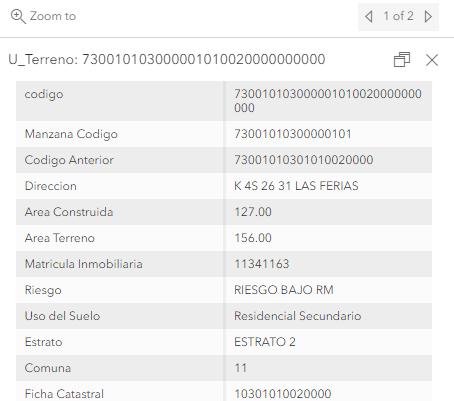 Zoom to
1 of 2
U_Terreno: 730010103000001010020000000000
codigo 730010103000001010020000000
000
Manzana Codigo 73001010300000101
Codigo Anterior 73001010301010020000
Direccion K 4S 26 31 LAS FERIAS
Area Construida 127.00
Area Terreno 156.00
Matricula Inmobiliaria 11341163
Riesgo RIESGO BAJO RM
Uso del Suelo Residencial Secundario
Estrato ESTRATO 2
Comuna 11
Ficha Catastral 10301010020000